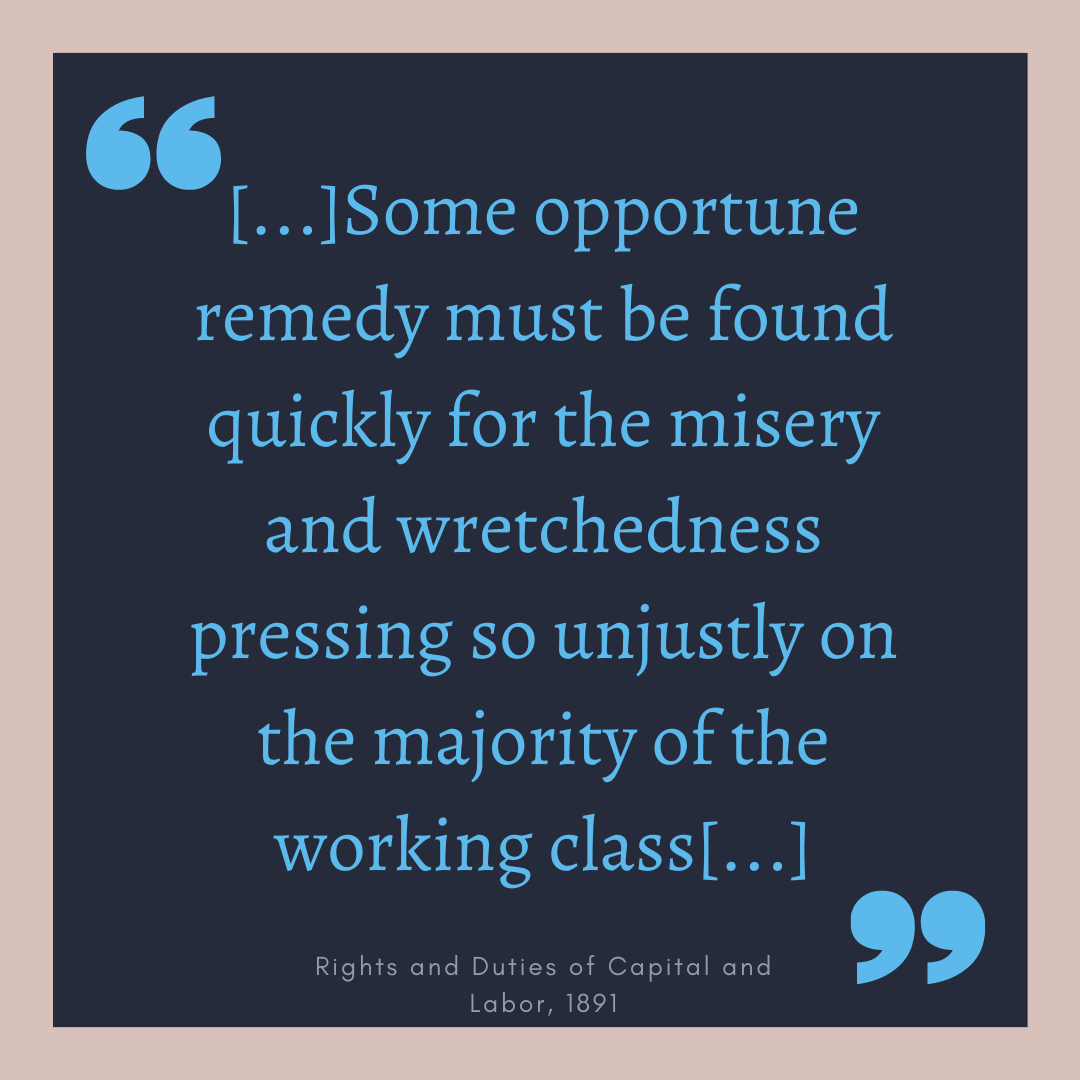 “
[...]Some opportune
remedy must be found
quickly for the misery
and wretchedness
pressing so unjustly on
the majority of the
working class[...]
”
Rights and Duties of Capital and
Labor, 1891